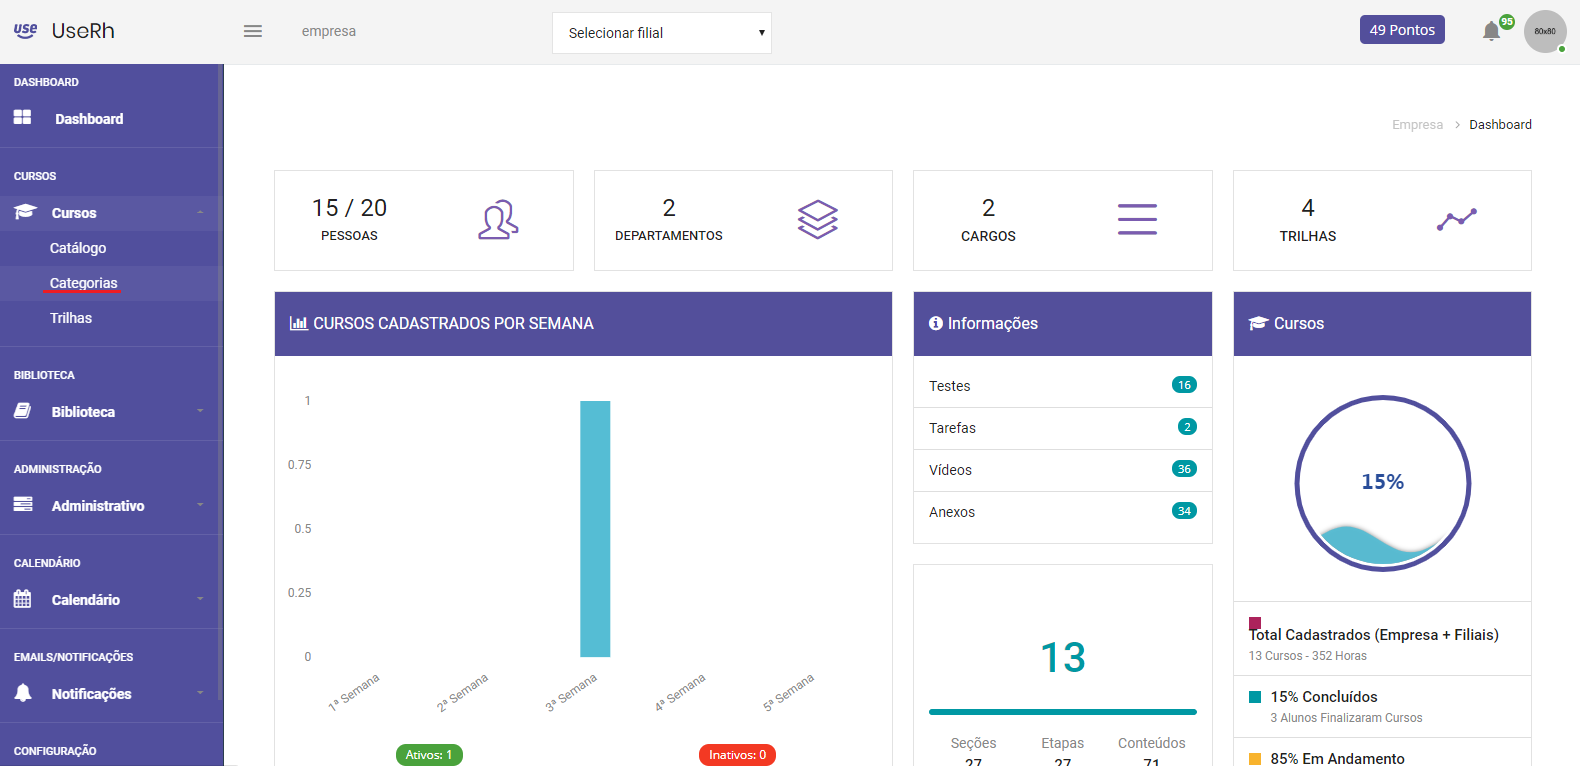 use UseRh
empresa
Selecionar filial
49 Pontos
95
80x80
DASHBOARD
Dashboard
CURSOS
Cursos
Catálogo
Categorias
Trilhas
BIBLIOTECA
Biblioteca
ADMINISTRAÇÃO
Administrativo
CALENDÁRIO
Calendário
EMAILS/NOTIFICAÇÕES
Notificações
CONFIGURAÇÃO
Empresa > Dashboard
15 / 20
PESSOAS
2
DEPARTAMENTOS
2
CARGOS
4
TRILHAS
CURSOS CADASTRADOS POR SEMANA
1
0.75
0.5
0.25
0
1ª Semana
2ª Semana
3ª Semana
4ª Semana
5ª Semana
Ativos: 1
Inativos: 0
Informações
Testes 16
Tarefas 2
Vídeos 36
Anexos 34
13
Seções Etapas Conteúdos
27 27 71
Cursos
15%
Total Cadastrados (Empresa + Filiais)
13 Cursos - 352 Horas
15% Concluídos
3 Alunos Finalizaram Cursos
85% Em Andamento